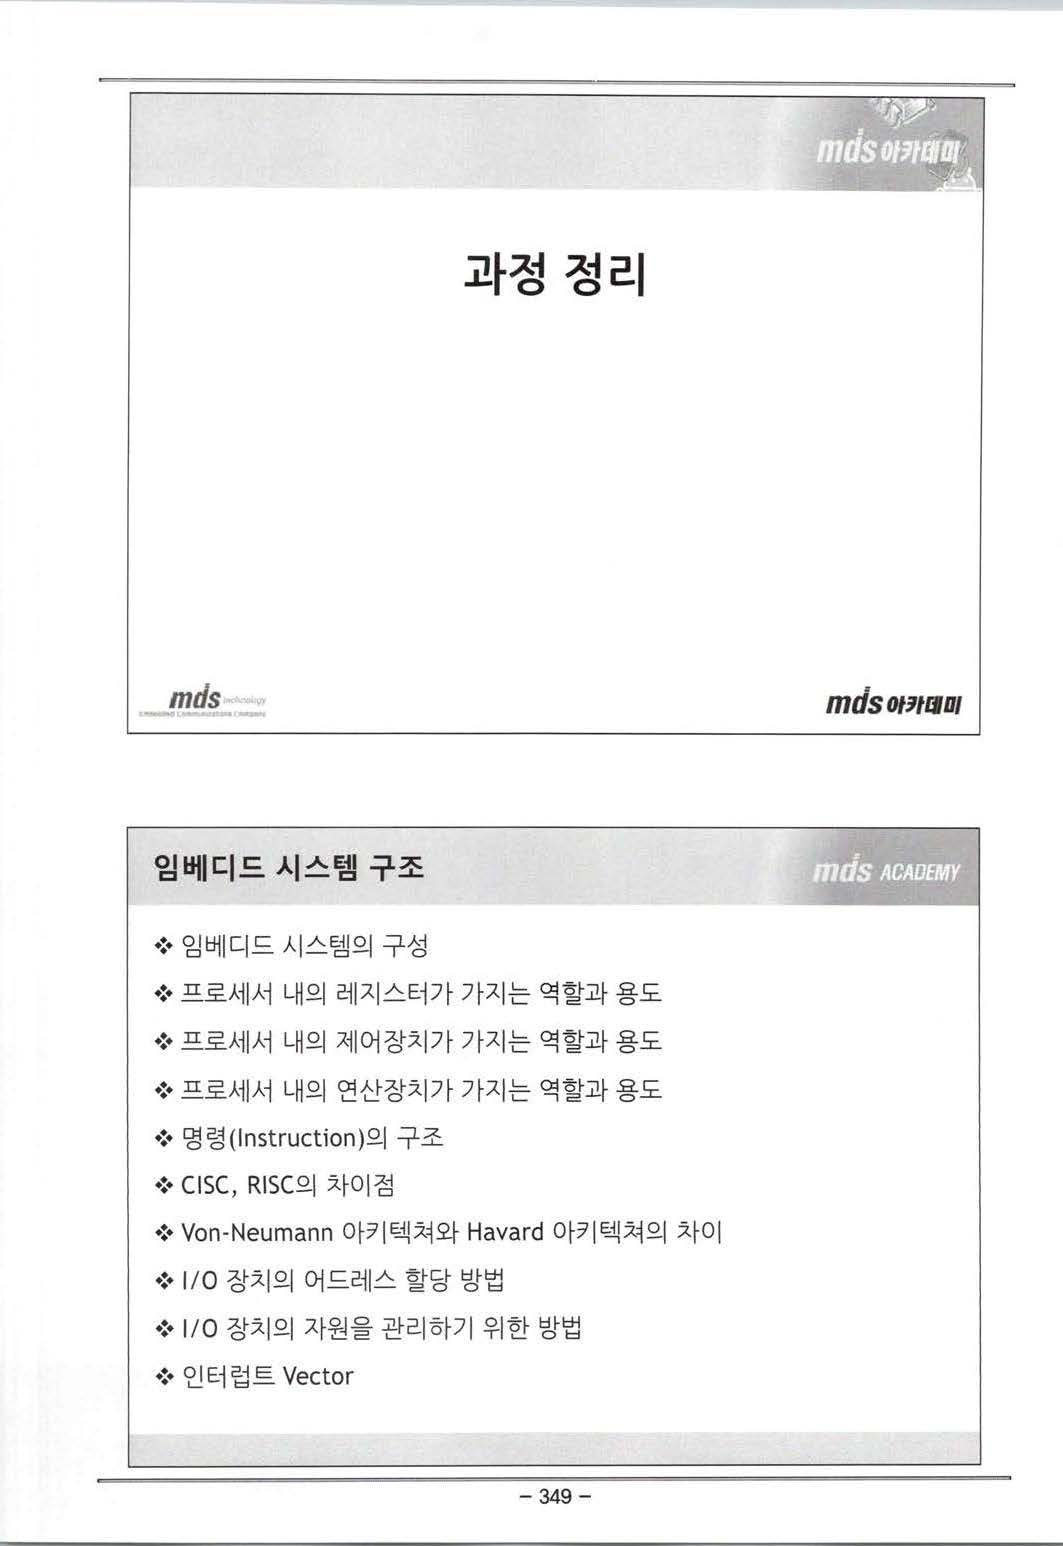 mds 아카데미
과정 정리
mds technology
mds 아카데미
임베디드 시스템 구조
mds ACADEMY
❖ 임베디드 시스템의 구성
❖ 프로세서 내의 레지스터가 가지는 역할과 용도
❖ 프로세서 내의 제어장치가 가지는 역할과 용도
❖ 프로세서 내의 연산장치가 가지는 역할과 용도
❖ 명령(Instruction)의 구조
❖ CISC, RISC의 차이점
❖ Von-Neumann 아키텍쳐와 Havard 아키텍쳐의 차이
❖ I/O 장치의 어드레스 할당 방법
❖ I/O 장치의 자원을 관리하기 위한 방법
❖ 인터럽트 Vector
- 349 -